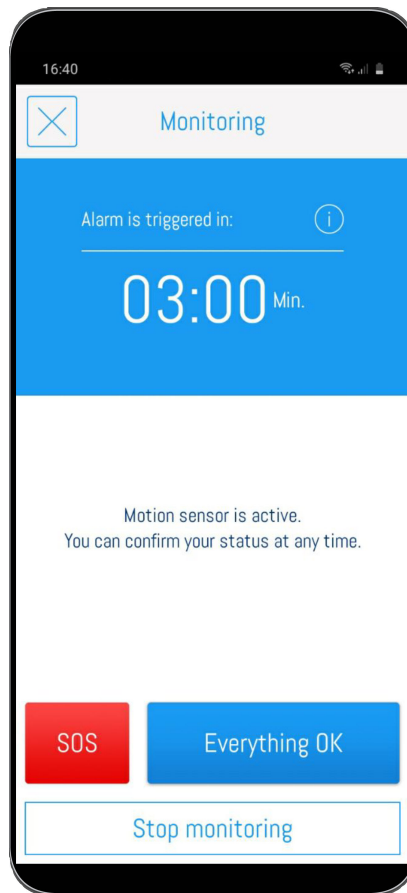 16:40
Monitoring
Alarm is triggered in:
i
03:00 Min.
Motion sensor is active.
You can confirm your status at any time.
SOS
Everything OK
Stop monitoring